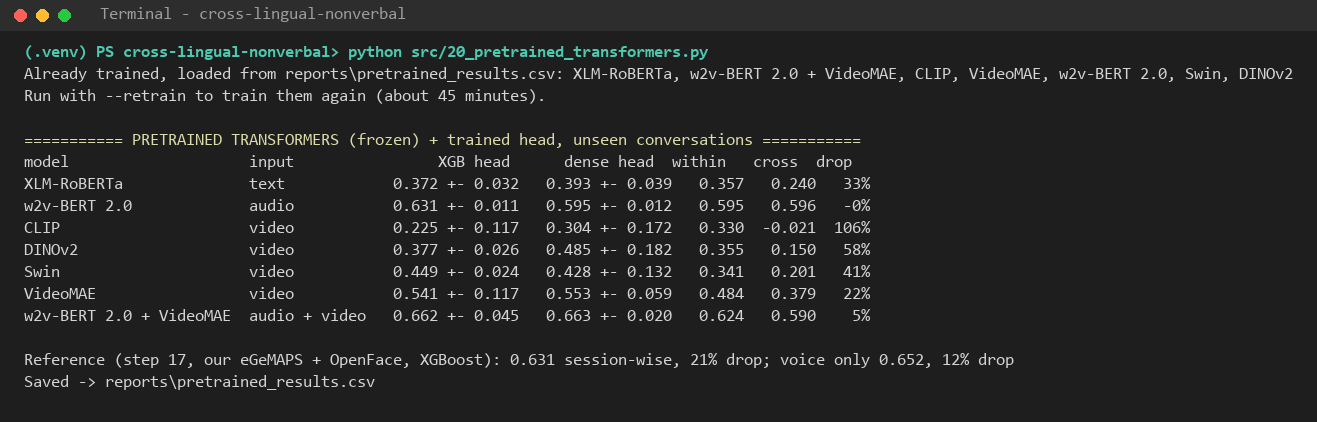 Terminal - cross-lingual-nonverbal
(.venv) PS cross-lingual-nonverbal> python src/20_pretrained_transformers.py
Already trained, loaded from reports\pretrained_results.csv: XLM-RoBERTa, w2v-BERT 2.0 + VideoMAE, CLIP, VideoMAE, w2v-BERT 2.0, Swin, DINOv2
Run with --retrain to train them again (about 45 minutes).
=========== PRETRAINED TRANSFORMERS (frozen) + trained head, unseen conversations ===========
model                    input                XGB head      dense head  within   cross  drop
XLM-RoBERTa              text            0.372 +- 0.032   0.393 +- 0.039   0.357   0.240   33%
w2v-BERT 2.0             audio           0.631 +- 0.011   0.595 +- 0.012   0.595   0.596   -0%
CLIP                     video           0.225 +- 0.117   0.304 +- 0.172   0.330  -0.021  106%
DINOv2                   video           0.377 +- 0.026   0.485 +- 0.182   0.355   0.150   58%
Swin                     video           0.449 +- 0.024   0.428 +- 0.132   0.341   0.201   41%
VideoMAE                 video           0.541 +- 0.117   0.553 +- 0.059   0.484   0.379   22%
w2v-BERT 2.0 + VideoMAE  audio + video   0.662 +- 0.045   0.663 +- 0.020   0.624   0.590    5%
Reference (step 17, our eGeMAPS + OpenFace, XGBoost): 0.631 session-wise, 21% drop; voice only 0.652, 12% drop
Saved -> reports\pretrained_results.csv